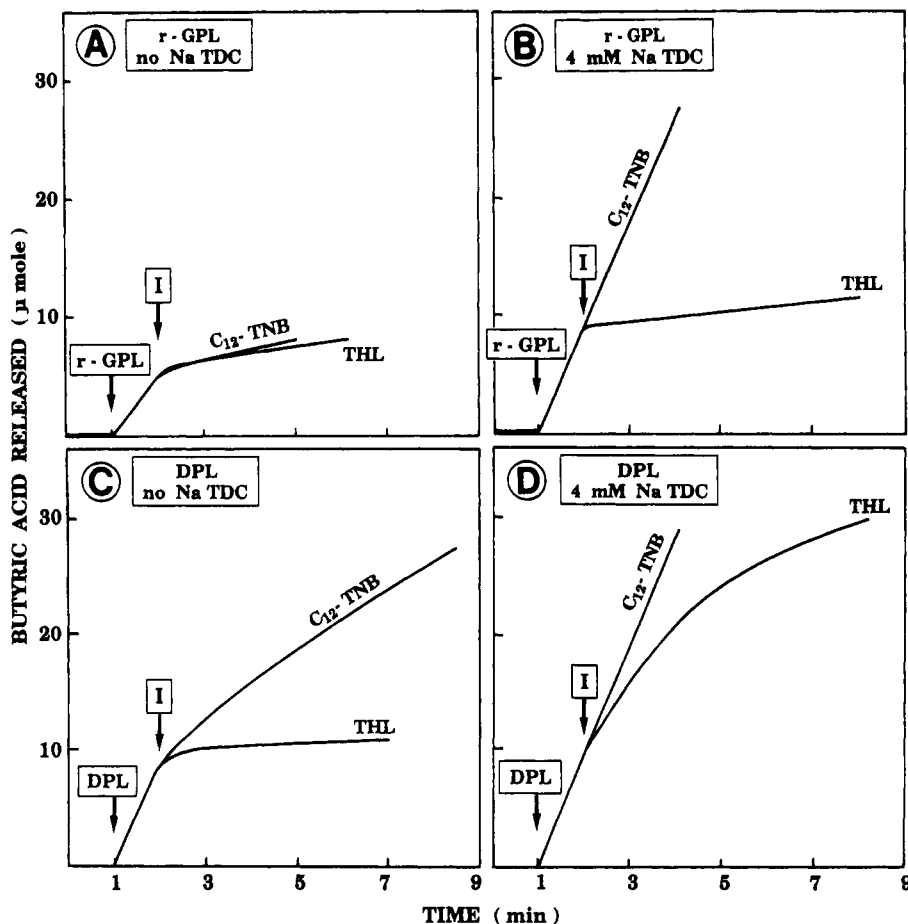 BUTYRIC ACID RELEASED ( µ mole)
A
r - GPL
no Na TDC
30
20
10
I
r - GPL
C12- TNB
THL
B
r - GPL
4 mM Na TDC
C12- TNB
I
r - GPL
THL
C
DPL
no Na TDC
30
20
10
C12- TNB
I
THL
DPL
1
3
5
7
9
D
DPL
4 mM Na TDC
THL
C12- TNB
I
DPL
1
3
5
7
9
TIME ( min)